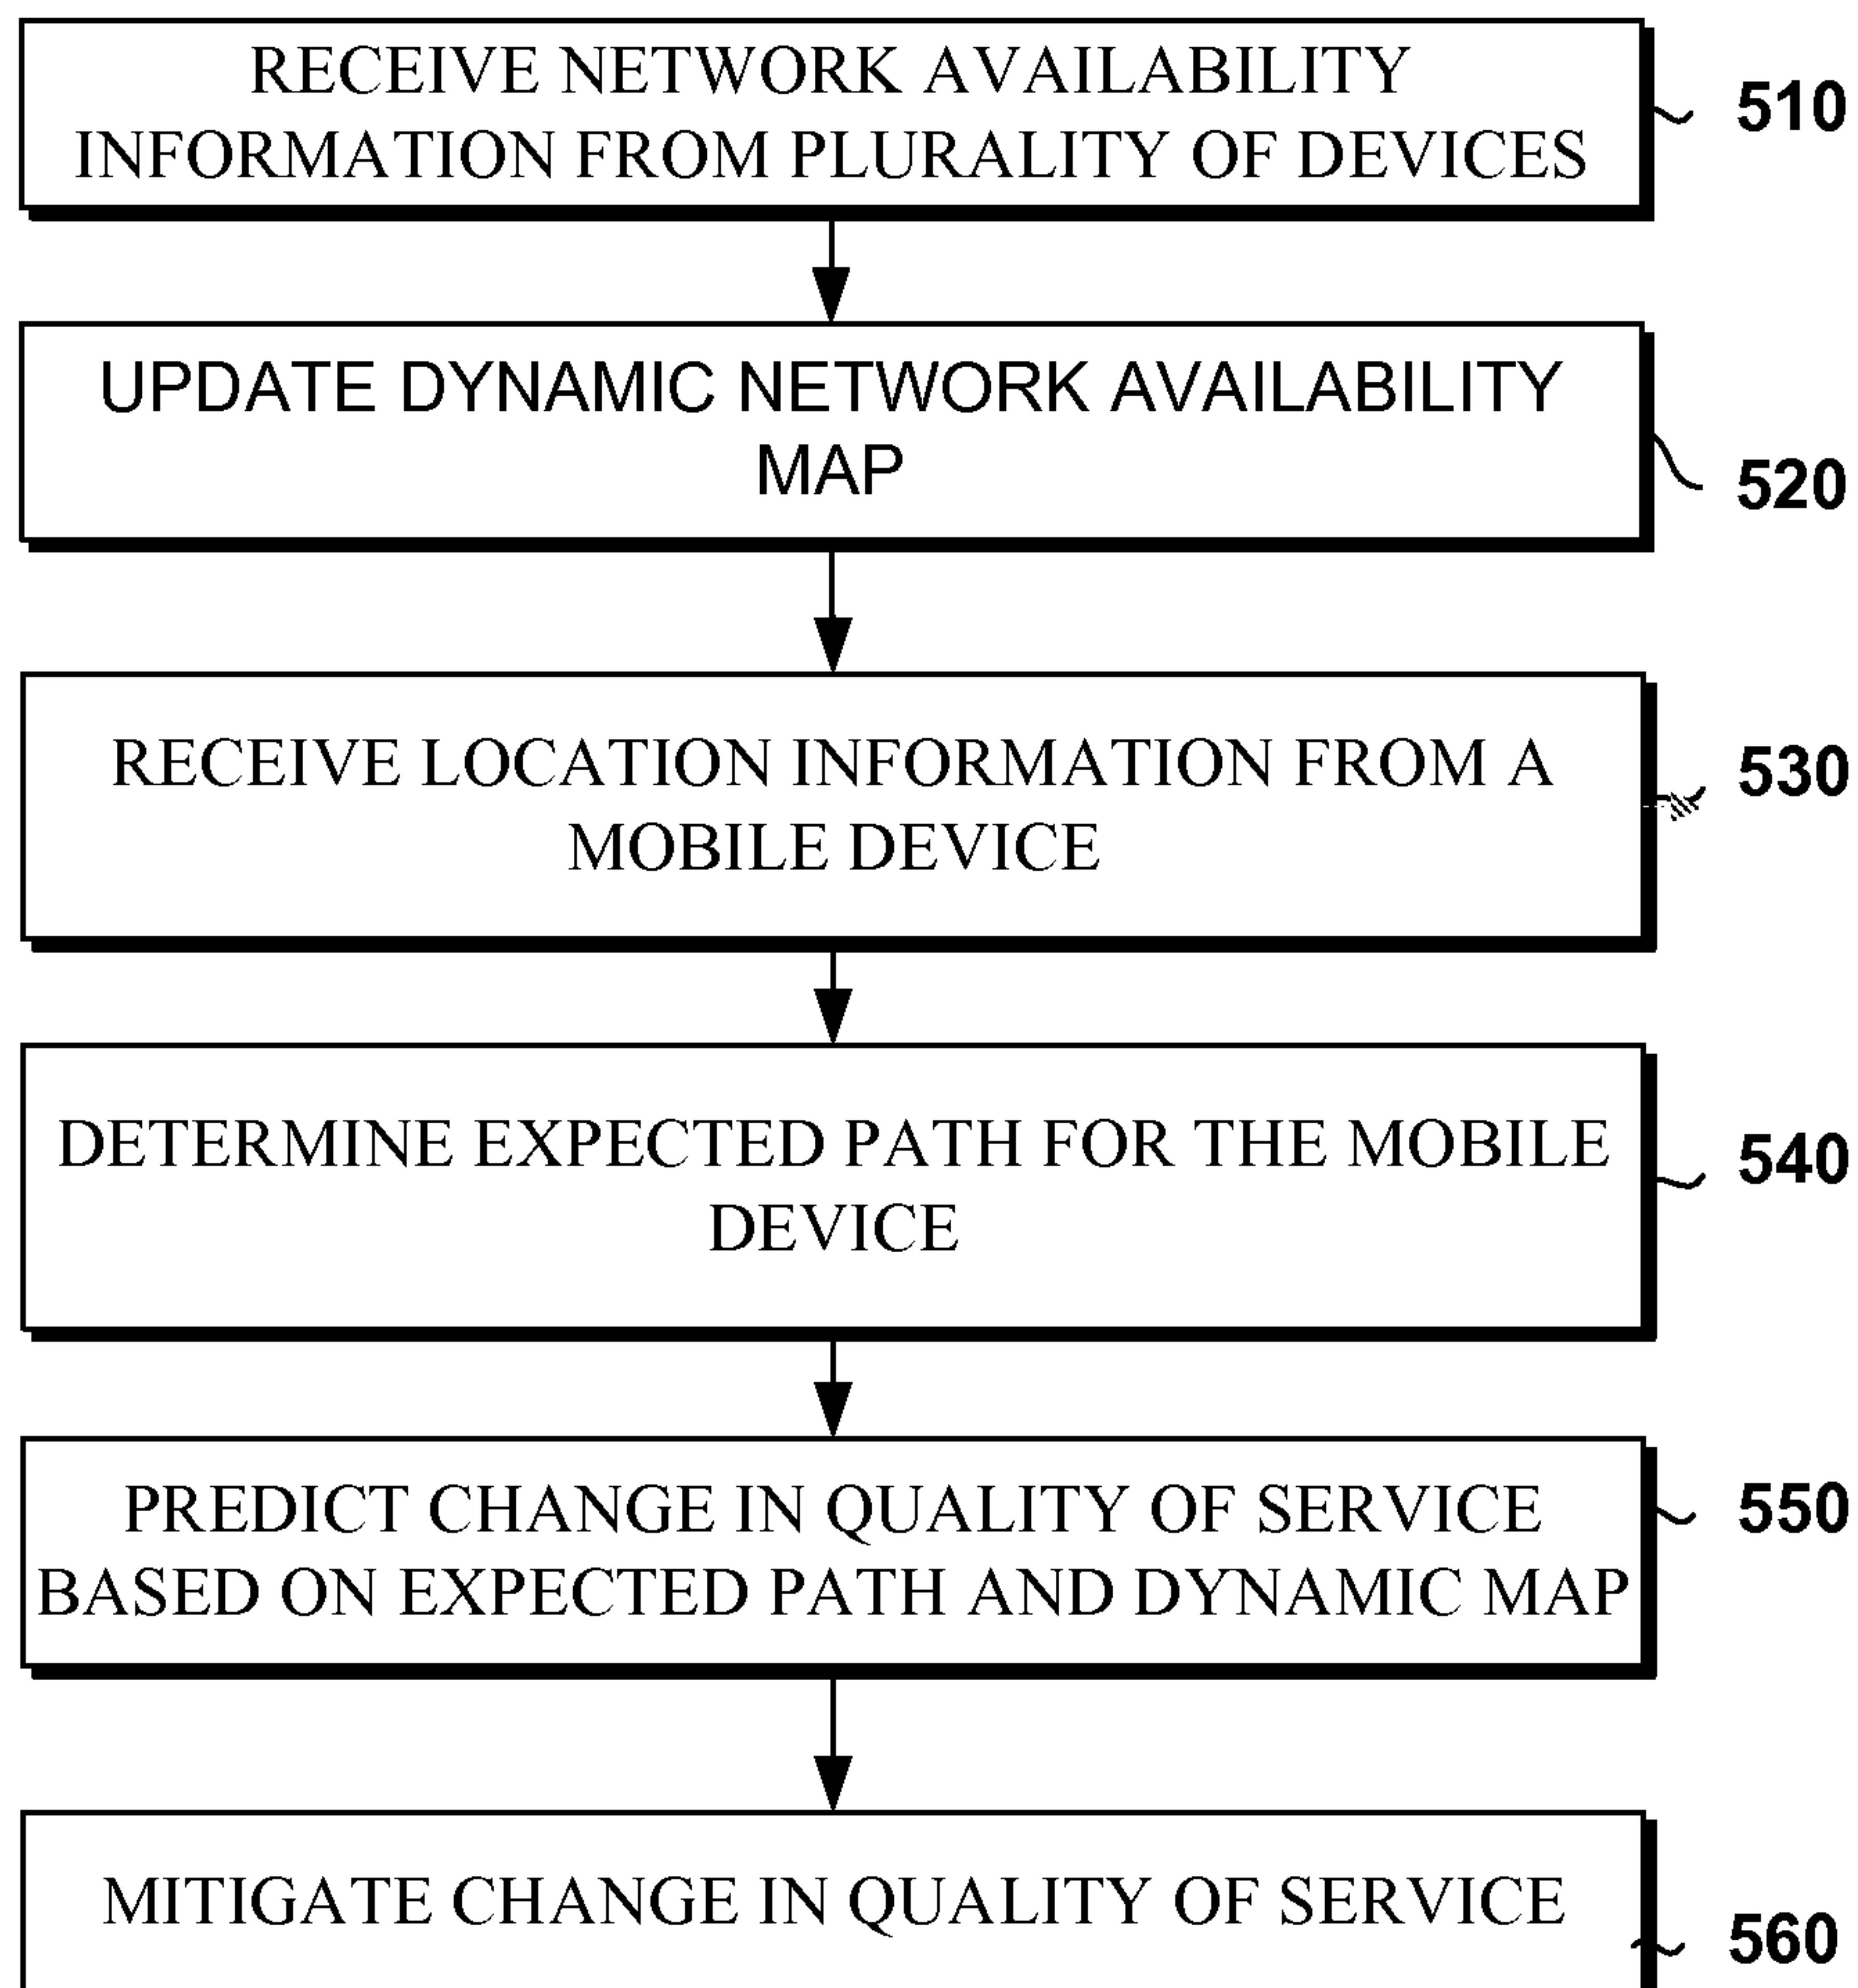 RECEIVE NETWORK AVAILABILITY
INFORMATION FROM PLURALITY OF DEVICES
510
UPDATE DYNAMIC NETWORK AVAILABILITY
MAP
520
RECEIVE LOCATION INFORMATION FROM A
MOBILE DEVICE
530
DETERMINE EXPECTED PATH FOR THE MOBILE
DEVICE
540
PREDICT CHANGE IN QUALITY OF SERVICE
BASED ON EXPECTED PATH AND DYNAMIC MAP
550
MITIGATE CHANGE IN QUALITY OF SERVICE
560